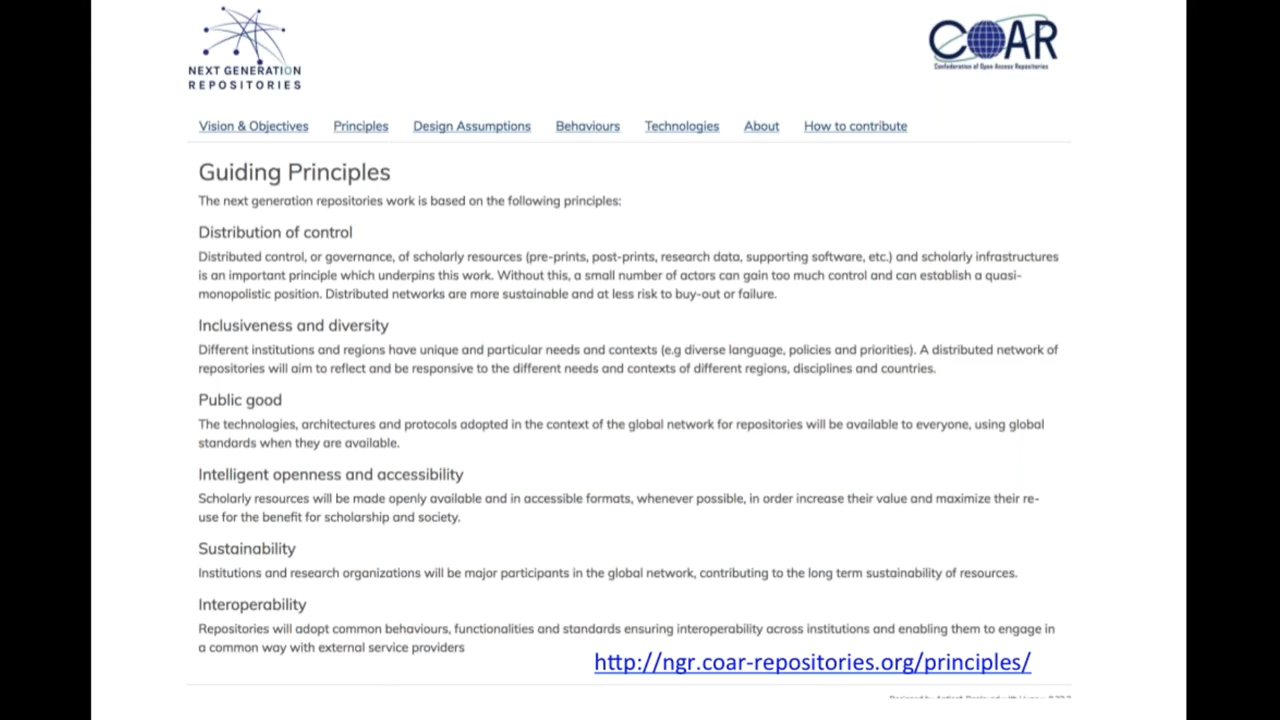 NEXT GENERATION
REPOSITORIES
COAR
Confederation of Open Access Repositories
Vision & Objectives Principles Design Assumptions Behaviours Technologies About How to contribute
Guiding Principles
The next generation repositories work is based on the following principles:
Distribution of control
Distributed control, or governance, of scholarly resources (pre-prints, post-prints, research data, supporting software, etc.) and scholarly infrastructures
is an important principle which underpins this work. Without this, a small number of actors can gain too much control and can establish a quasi-
monopolistic position. Distributed networks are more sustainable and at less risk to buy-out or failure.
Inclusiveness and diversity
Different institutions and regions have unique and particular needs and contexts (e.g diverse language, policies and priorities). A distributed network of
repositories will aim to reflect and be responsive to the different needs and contexts of different regions, disciplines and countries.
Public good
The technologies, architectures and protocols adopted in the context of the global network for repositories will be available to everyone, using global
standards when they are available.
Intelligent openness and accessibility
Scholarly resources will be made openly available and in accessible formats, whenever possible, in order increase their value and maximize their re-
use for the benefit for scholarship and society.
Sustainability
Institutions and research organizations will be major participants in the global network, contributing to the long term sustainability of resources.
Interoperability
Repositories will adopt common behaviours, functionalities and standards ensuring interoperability across institutions and enabling them to engage in
a common way with external service providers
http://ngr.coar-repositories.org/principles/